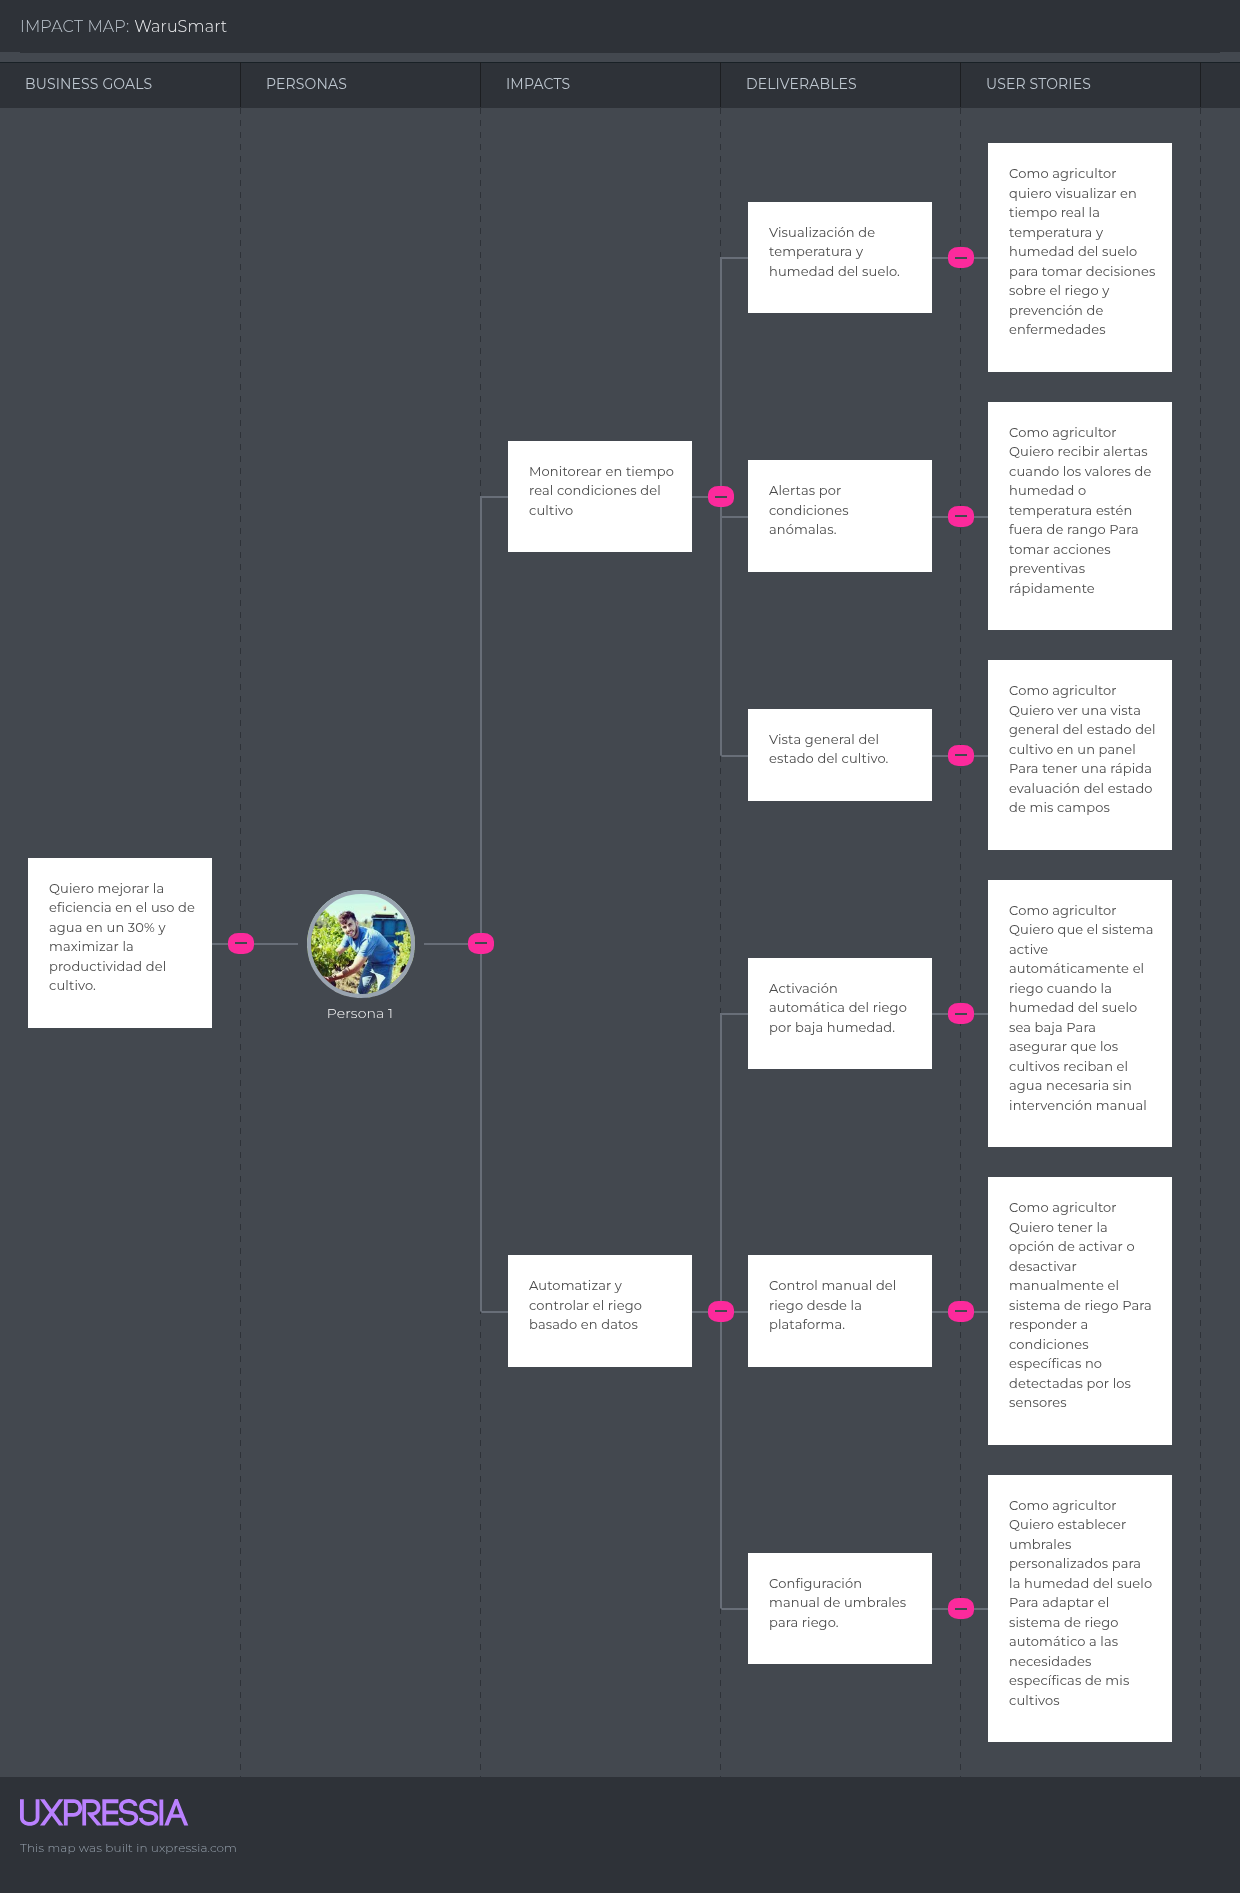 IMPACT MAP: WaruSmart
BUSINESS GOALS
PERSONAS
IMPACTS
DELIVERABLES
USER STORIES
Quiero mejorar la
eficiencia en el uso de
agua en un 30% y
maximizar la
productividad del
cultivo.
Persona 1
Monitorear en tiempo
real condiciones del
cultivo
Visualización de
temperatura y
humedad del suelo.
Como agricultor
quiero visualizar en
tiempo real la
temperatura y
humedad del suelo
para tomar decisiones
sobre el riego y
prevención de
enfermedades
Alertas por
condiciones
anómalas.
Como agricultor
Quiero recibir alertas
cuando los valores de
humedad o
temperatura estén
fuera de rango Para
tomar acciones
preventivas
rápidamente
Vista general del
estado del cultivo.
Como agricultor
Quiero ver una vista
general del estado del
cultivo en un panel
Para tener una rápida
evaluación del estado
de mis campos
Automatizar y
controlar el riego
basado en datos
Activación
automática del riego
por baja humedad.
Como agricultor
Quiero que el sistema
active
automáticamente el
riego cuando la
humedad del suelo
sea baja Para
asegurar que los
cultivos reciban el
agua necesaria sin
intervención manual
Control manual del
riego desde la
plataforma.
Como agricultor
Quiero tener la
opción de activar o
desactivar
manualmente el
sistema de riego Para
responder a
condiciones
específicas no
detectadas por los
sensores
Configuración
manual de umbrales
para riego.
Como agricultor
Quiero establecer
umbrales
personalizados para
la humedad del suelo
Para adaptar el
sistema de riego
automático a las
necesidades
específicas de mis
cultivos
UXPRESSIA
This map was built in uxpressia.com